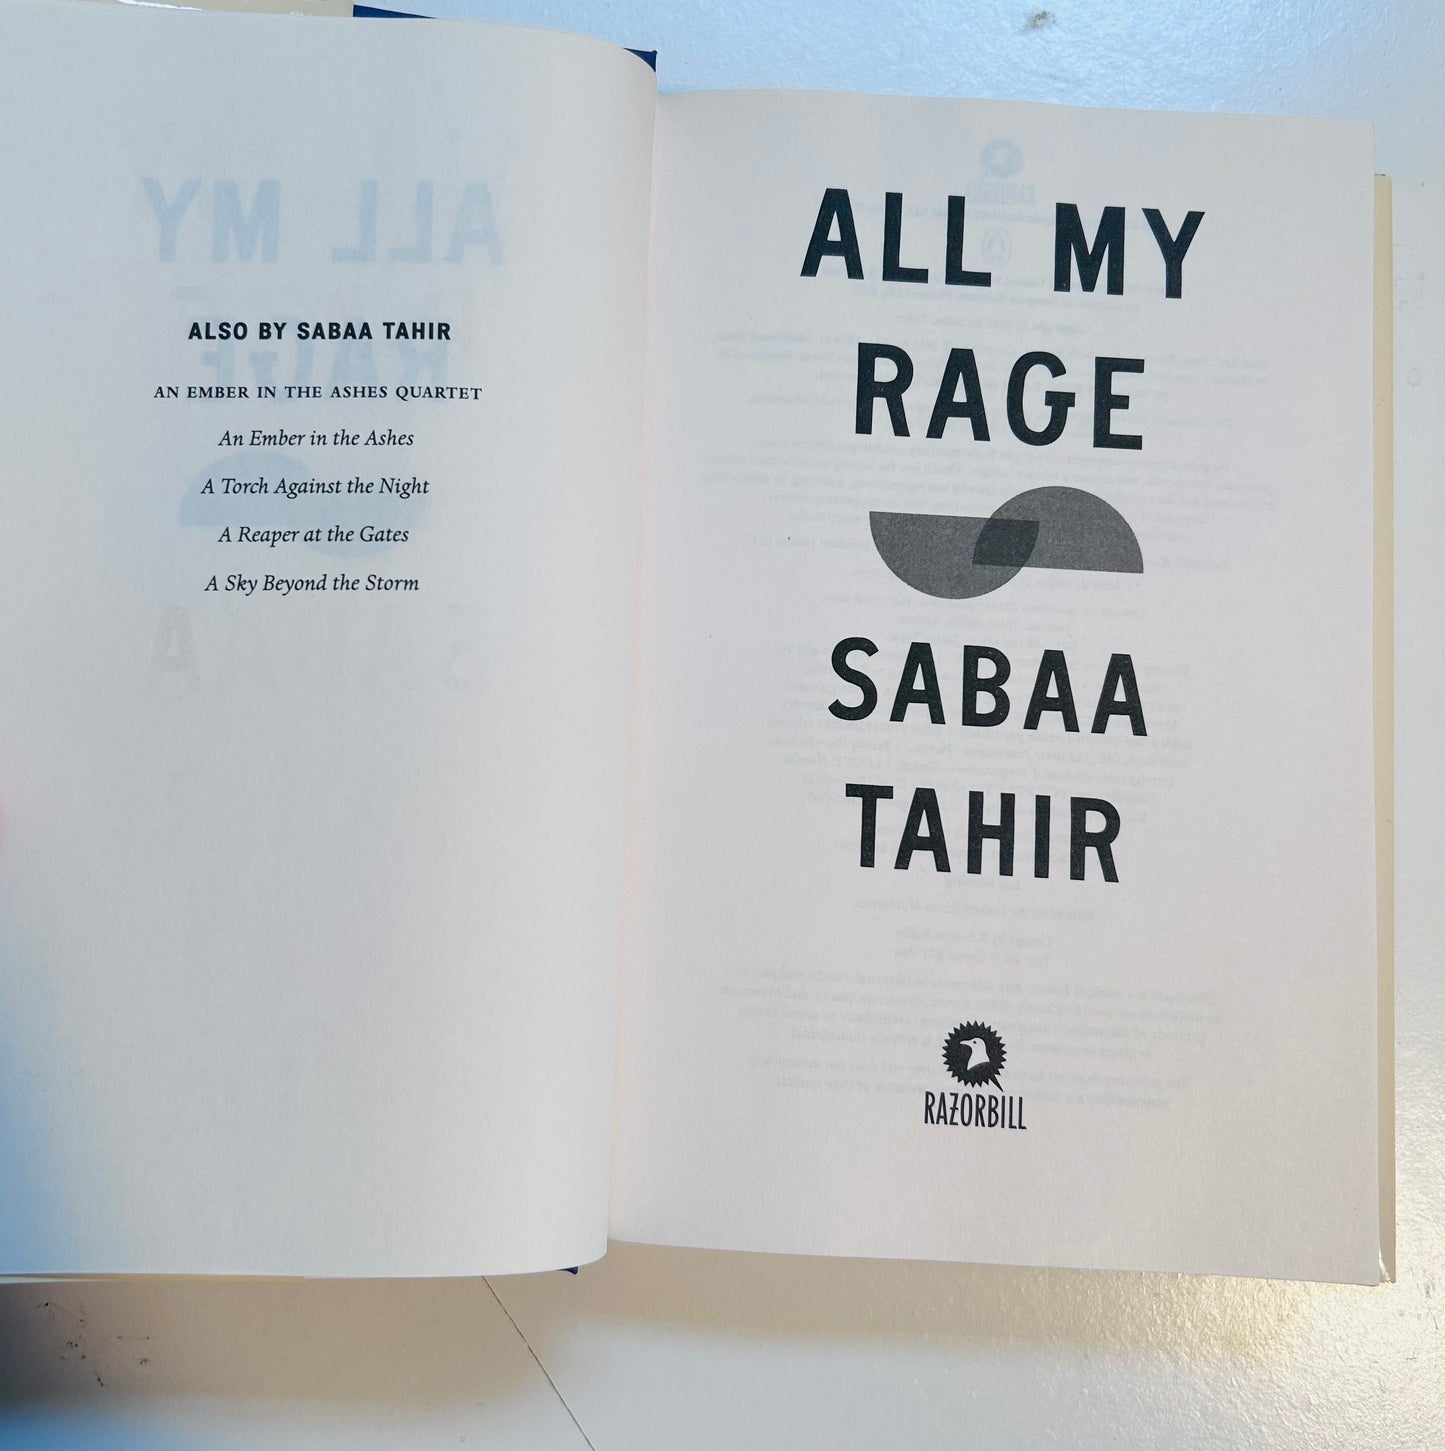 ALSO BY SABAA TAHIR
AN EMBER IN THE ASHES QUARTET
An Ember in the Ashes
A Torch Against the Night
A Reaper at the Gates
A Sky Beyond the Storm
ALL MY
RAGE
SABAA
TAHIR
RAZORBILL